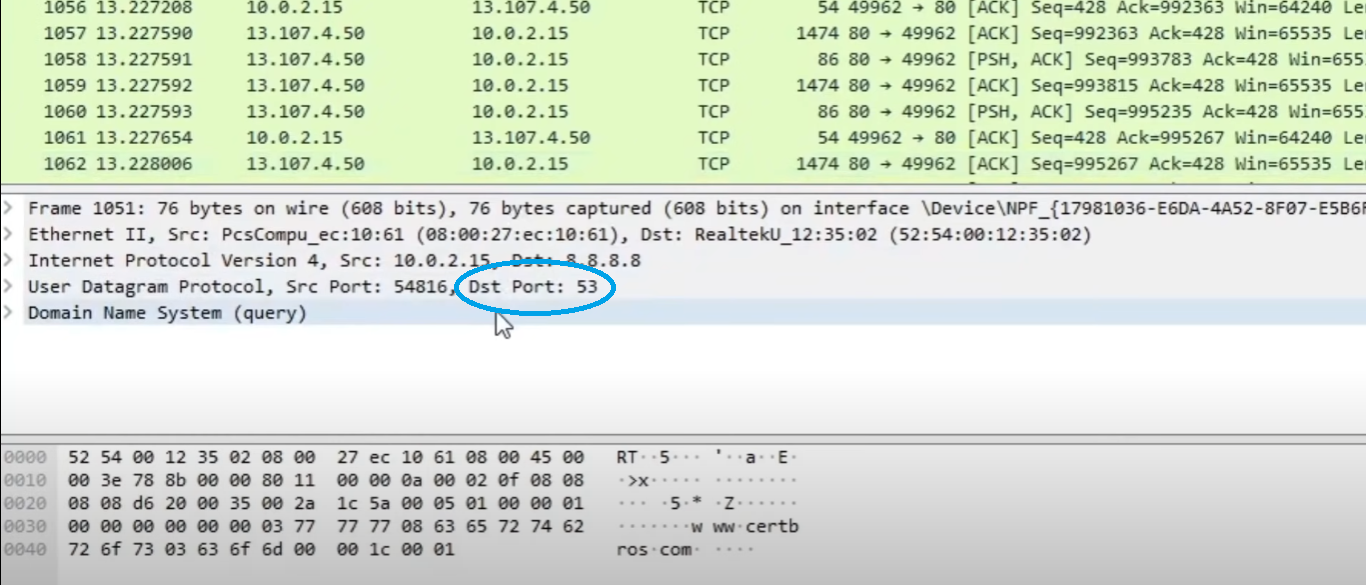 1056 13.227208 10.0.2.15 13.107.4.50 TCP 54 49962 → 80 [ACK] Seq=428 Ack=992363 Win=64240 Le
1057 13.227590 13.107.4.50 10.0.2.15 TCP 1474 80 → 49962 [ACK] Seq=992363 Ack=428 Win=65535 Le
1058 13.227591 13.107.4.50 10.0.2.15 TCP 86 80 → 49962 [PSH, ACK] Seq=993783 Ack=428 Win=655
1059 13.227592 13.107.4.50 10.0.2.15 TCP 1474 80 → 49962 [ACK] Seq=993815 Ack=428 Win=65535 Le
1060 13.227593 13.107.4.50 10.0.2.15 TCP 86 80 → 49962 [PSH, ACK] Seq=995235 Ack=428 Win=655
1061 13.227654 10.0.2.15 13.107.4.50 TCP 54 49962 → 80 [ACK] Seq=428 Ack=995267 Win=64240 Le
1062 13.228006 13.107.4.50 10.0.2.15 TCP 1474 80 → 49962 [ACK] Seq=995267 Ack=428 Win=65535 Le
Frame 1051: 76 bytes on wire (608 bits), 76 bytes captured (608 bits) on interface \Device\NPF_{17981036-E6DA-4A52-8F07-E5B6F
Ethernet II, Src: PcsCompu_ec:10:61 (08:00:27:ec:10:61), Dst: RealtekU_12:35:02 (52:54:00:12:35:02)
Internet Protocol Version 4, Src: 10.0.2.15, Dst: 8.8.8.8
User Datagram Protocol, Src Port: 54816, Dst Port: 53
Domain Name System (query)
0000 52 54 00 12 35 02 08 00 27 ec 10 61 08 00 45 00 RT··5··· '··a··E·
0010 00 3e 78 8b 00 00 80 11 00 00 0a 00 02 0f 08 08 ·>x····· ········
0020 08 08 d6 20 00 35 00 2a 1c 5a 00 05 01 00 00 01 ··· ·5·* ·Z······
0030 00 00 00 00 00 00 03 77 77 77 08 63 65 72 74 62 ·······w ww·certb
0040 72 6f 73 03 63 6f 6d 00 00 1c 00 01 ros·com· ····